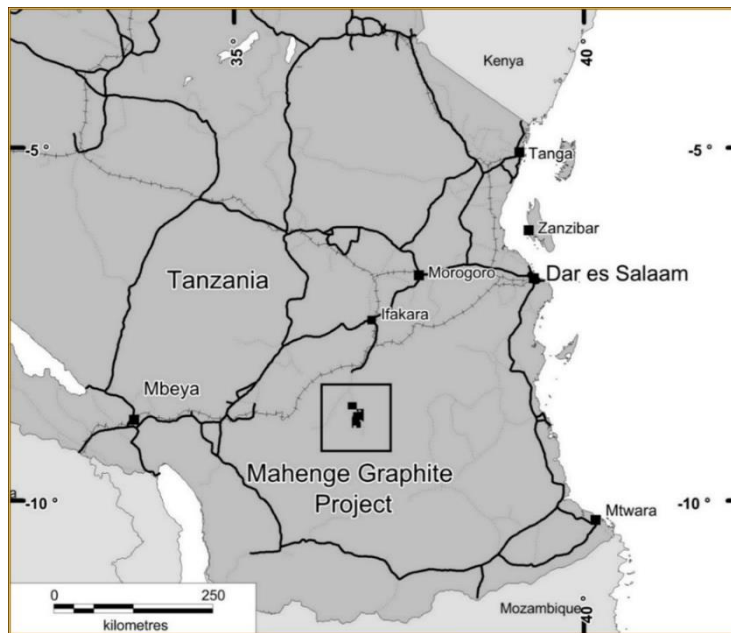 35°
40°
Kenya
-5°
-5°
Tanga
Zanzibar
Tanzania
Morogoro
Dar es Salaam
Ifakara
Mbeya
Mahenge Graphite
Project
-10°
-10°
Mtwara
0
250
kilometres
Mozambique
40°